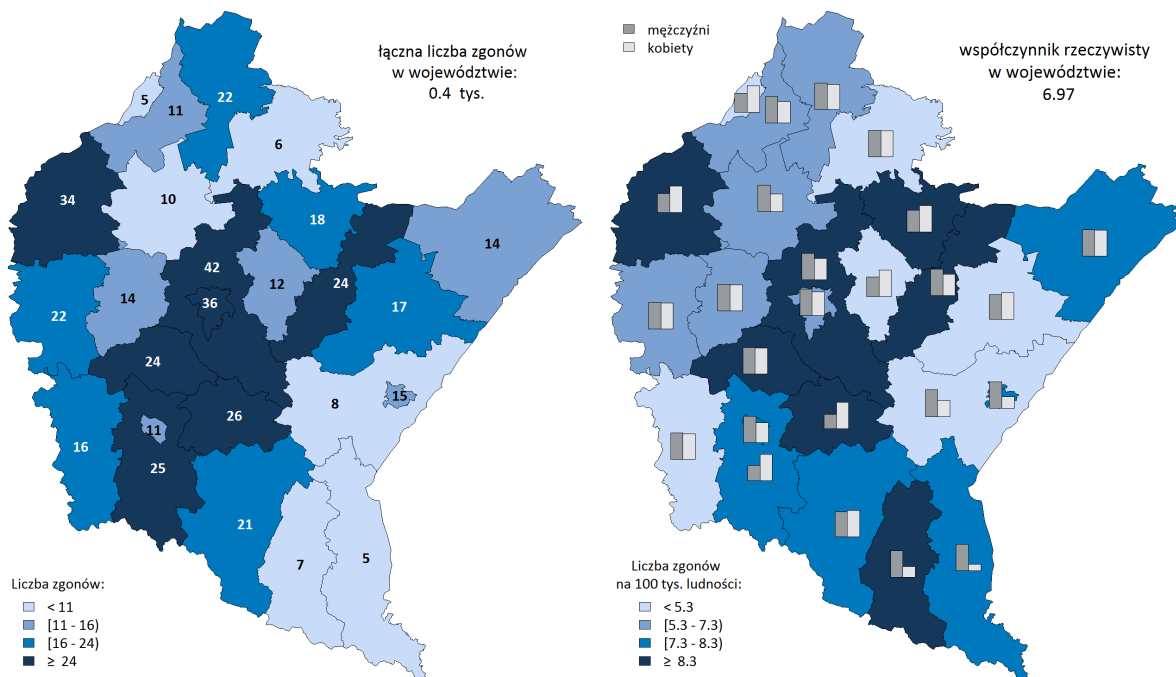 łączna liczba zgonów
w województwie:
0.4 tys.
5
11
22
6
34
10
18
14
42
12
24
14
36
17
22
24
15
8
26
16
11
25
21
7
5
Liczba zgonów:
< 11
[11 - 16)
[16 - 24)
≥ 24
mężczyźni
kobiety
współczynnik rzeczywisty
w województwie:
6.97
Liczba zgonów
na 100 tys. ludności:
< 5.3
[5.3 - 7.3)
[7.3 - 8.3)
≥ 8.3